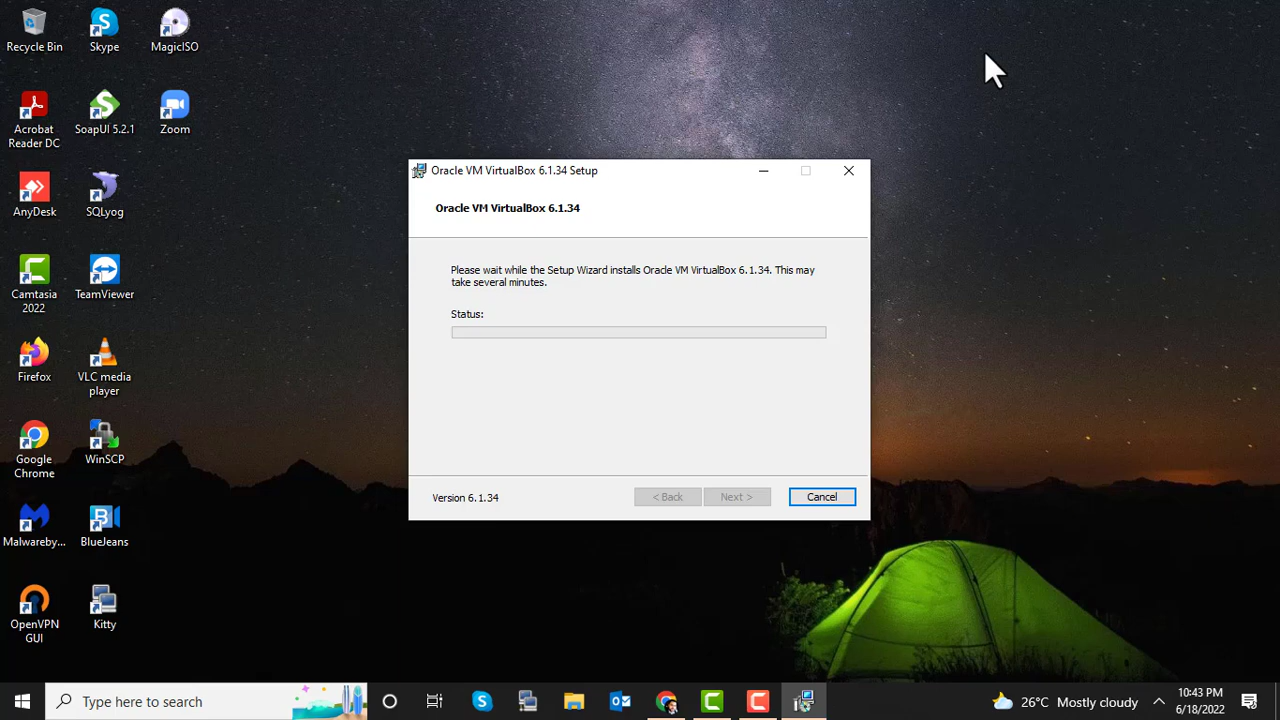 Recycle Bin
Skype
MagicISO
Acrobat
Reader DC
SoapUI 5.2.1
Zoom
AnyDesk
SQLyog
Camtasia
2022
TeamViewer
Firefox
VLC media
player
Google
Chrome
WinSCP
Malwareby...
BlueJeans
OpenVPN
GUI
Kitty
Oracle VM VirtualBox 6.1.34 Setup
Oracle VM VirtualBox 6.1.34
Please wait while the Setup Wizard installs Oracle VM VirtualBox 6.1.34. This may
take several minutes.
Status:
Version 6.1.34
< Back
Next >
Cancel
Type here to search
26°C Mostly cloudy
10:43 PM
6/18/2022